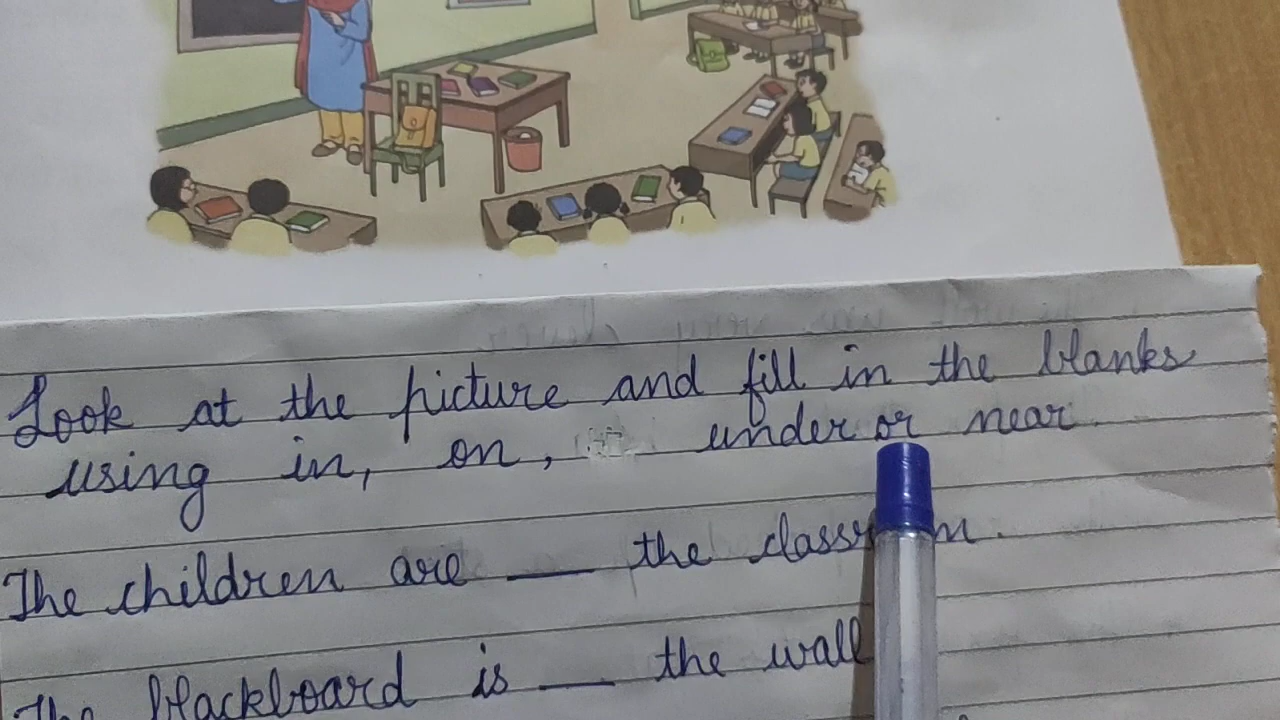 Look at the picture and fill in the blanks
using in, on, under or near.
The children are ___ the
The blackboard is ___ the wall